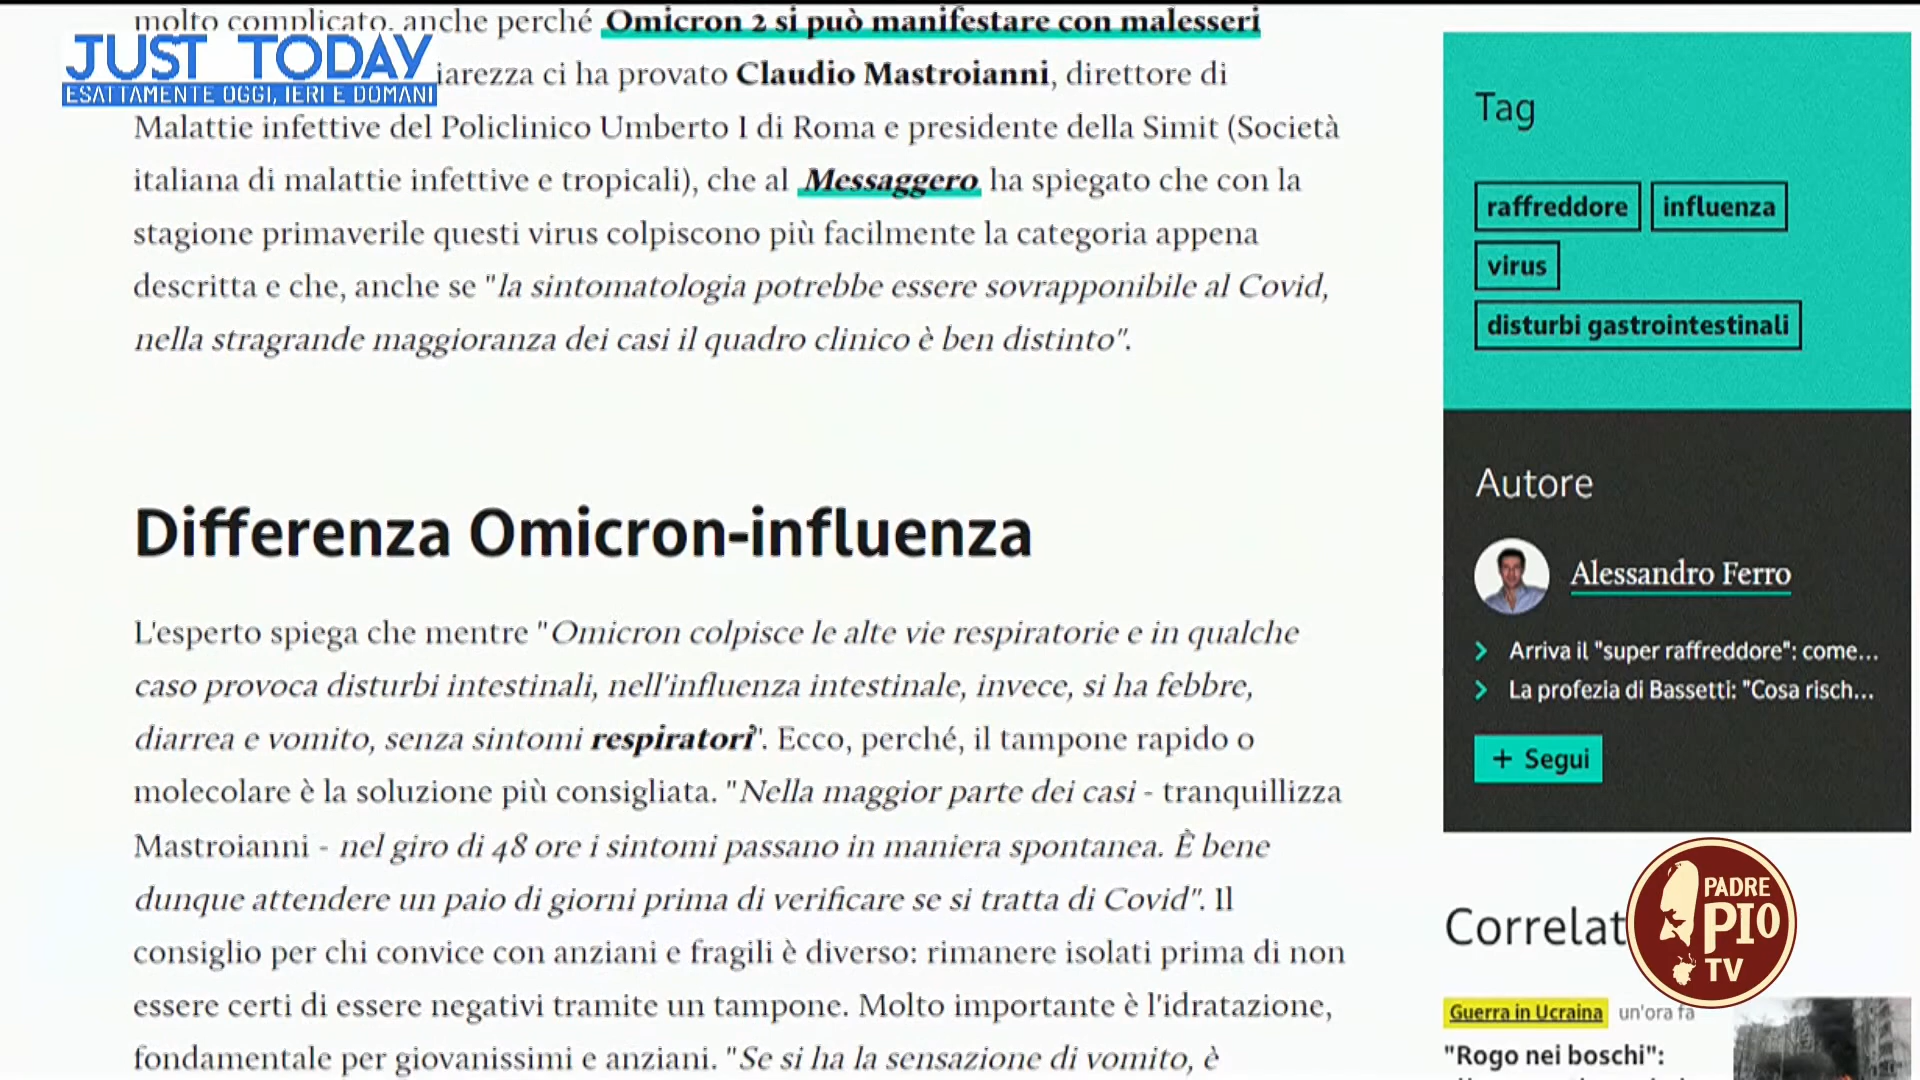 molto complicato, anche perché Omicron 2 si può manifestare con malesseri
JUST TODAY
ESATTAMENTE OGGI, IERI E DOMANI
iarezza ci ha provato Claudio Mastroianni, direttore di
Malattie infettive del Policlinico Umberto I di Roma e presidente della Simit (Società
italiana di malattie infettive e tropicali), che al Messaggero ha spiegato che con la
stagione primaverile questi virus colpiscono più facilmente la categoria appena
descritta e che, anche se "la sintomatologia potrebbe essere sovrapponibile al Covid,
nella stragrande maggioranza dei casi il quadro clinico è ben distinto".
Differenza Omicron-influenza
L'esperto spiega che mentre "Omicron colpisce le alte vie respiratorie e in qualche
caso provoca disturbi intestinali, nell'influenza intestinale, invece, si ha febbre,
diarrea e vomito, senza sintomi respiratori". Ecco, perché, il tampone rapido o
molecolare è la soluzione più consigliata. "Nella maggior parte dei casi - tranquillizza
Mastroianni - nel giro di 48 ore i sintomi passano in maniera spontanea. È bene
dunque attendere un paio di giorni prima di verificare se si tratta di Covid". Il
consiglio per chi convice con anziani e fragili è diverso: rimanere isolati prima di non
essere certi di essere negativi tramite un tampone. Molto importante è l'idratazione,
fondamentale per giovanissimi e anziani. "Se si ha la sensazione di vomito, è
Tag
raffreddore influenza
virus
disturbi gastrointestinali
Autore
Alessandro Ferro
Arriva il "super raffreddore": come...
La profezia di Bassetti: "Cosa risch...
+ Segui
Correlat
PADRE
PIO
TV
Guerra in Ucraina un'ora fa
"Rogo nei boschi":